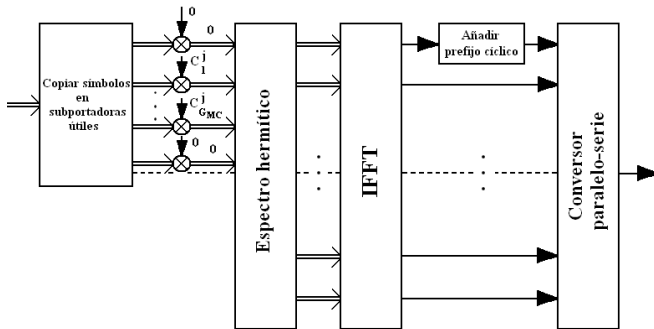 0
0
Añadir
prefijo cíclico
Copiar símbolos
en
subportadoras
útiles
C j 1
C j G MC
0
0
Espectro hermítico
IFFT
Conversor
paralelo-serie